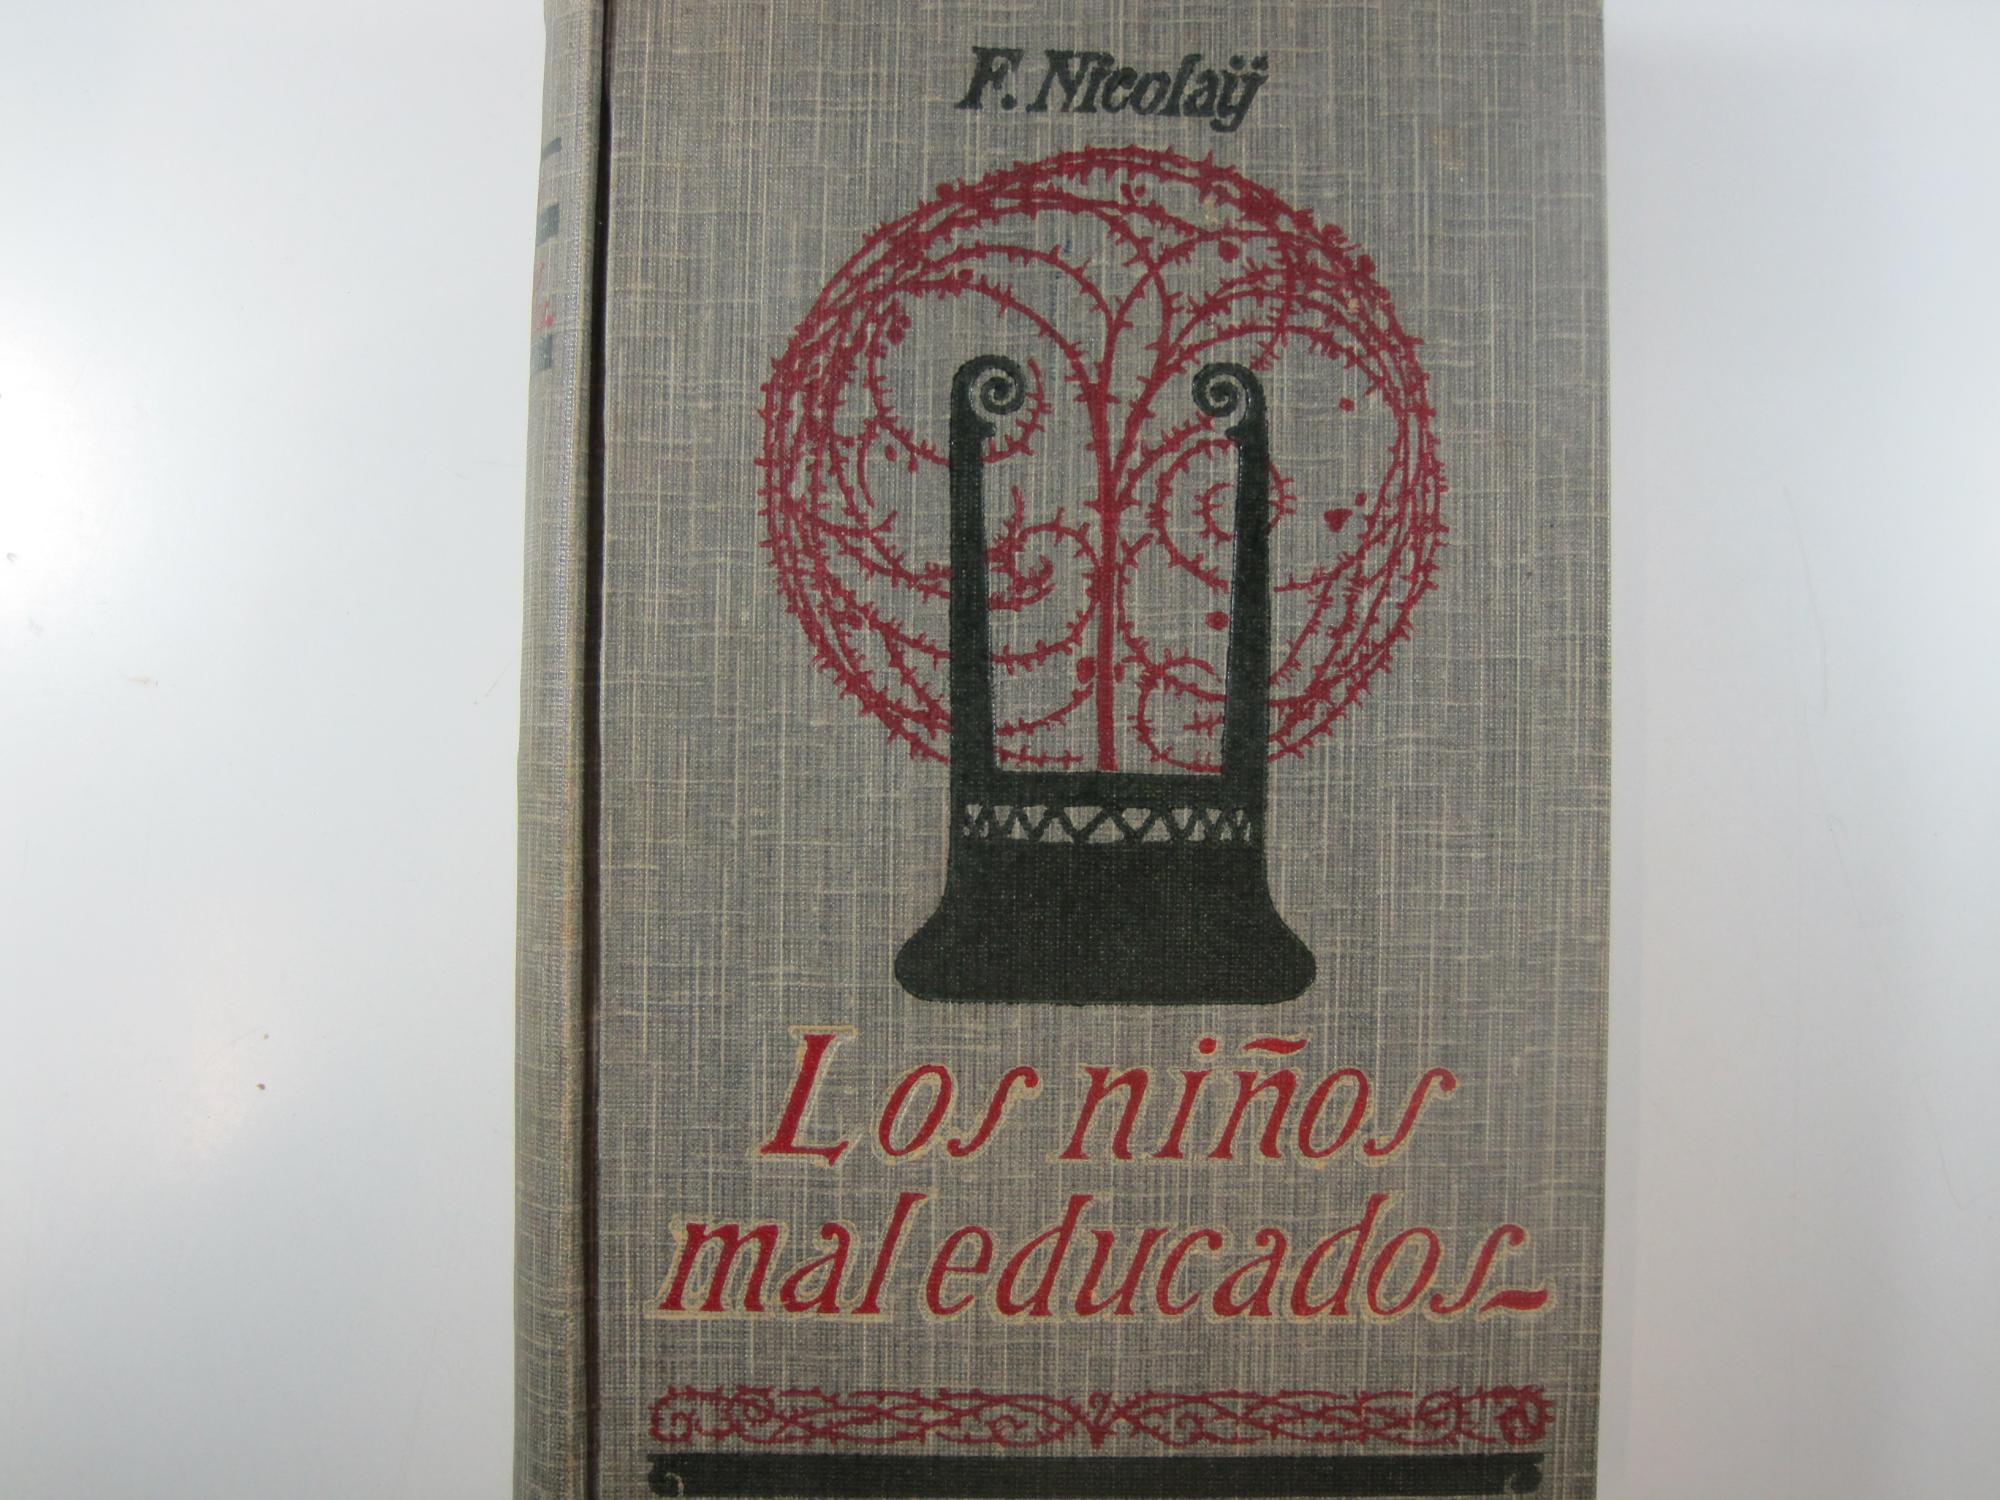 F. Nicolaÿ
Los niños
mal educados